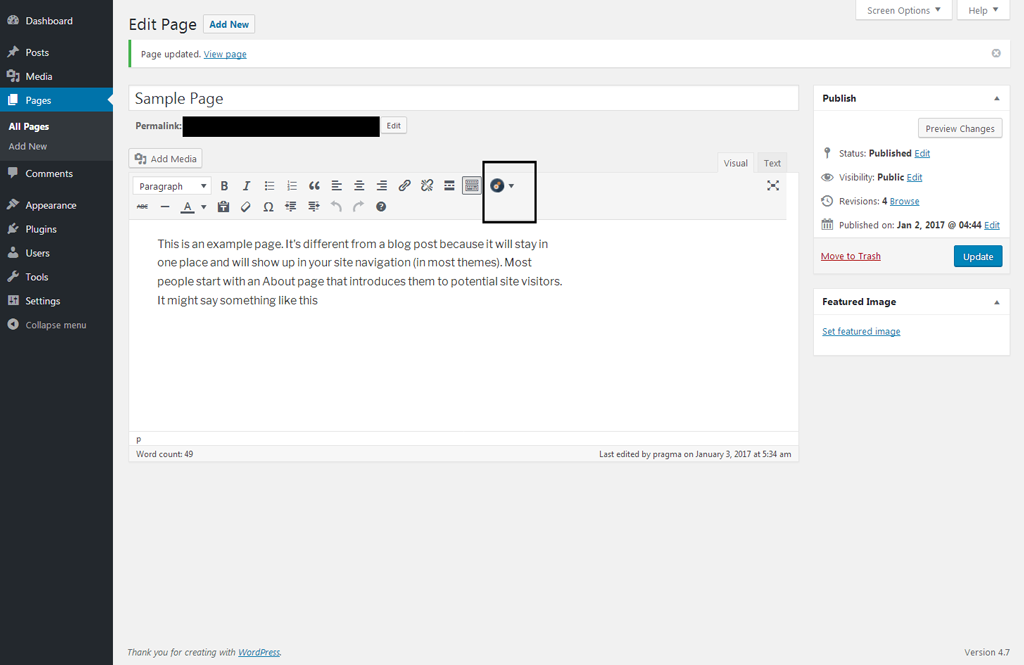 Dashboard
Posts
Media
Pages
All Pages
Add New
Comments
Appearance
Plugins
Users
Tools
Settings
Collapse menu
Screen Options
Help
Edit Page
Add New
Page updated. View page
Sample Page
Permalink:
Edit
Add Media
Visual
Text
Paragraph
B
I
ABC
A
This is an example page. It's different from a blog post because it will stay in
one place and will show up in your site navigation (in most themes). Most
people start with an About page that introduces them to potential site visitors.
It might say something like this
p
Word count: 49
Last edited by pragma on January 3, 2017 at 5:34 am
Publish
Preview Changes
Status: Published Edit
Visibility: Public Edit
Revisions: 4 Browse
Published on: Jan 2, 2017 @ 04:44 Edit
Move to Trash
Update
Featured Image
Set featured image
Thank you for creating with WordPress.
Version 4.7